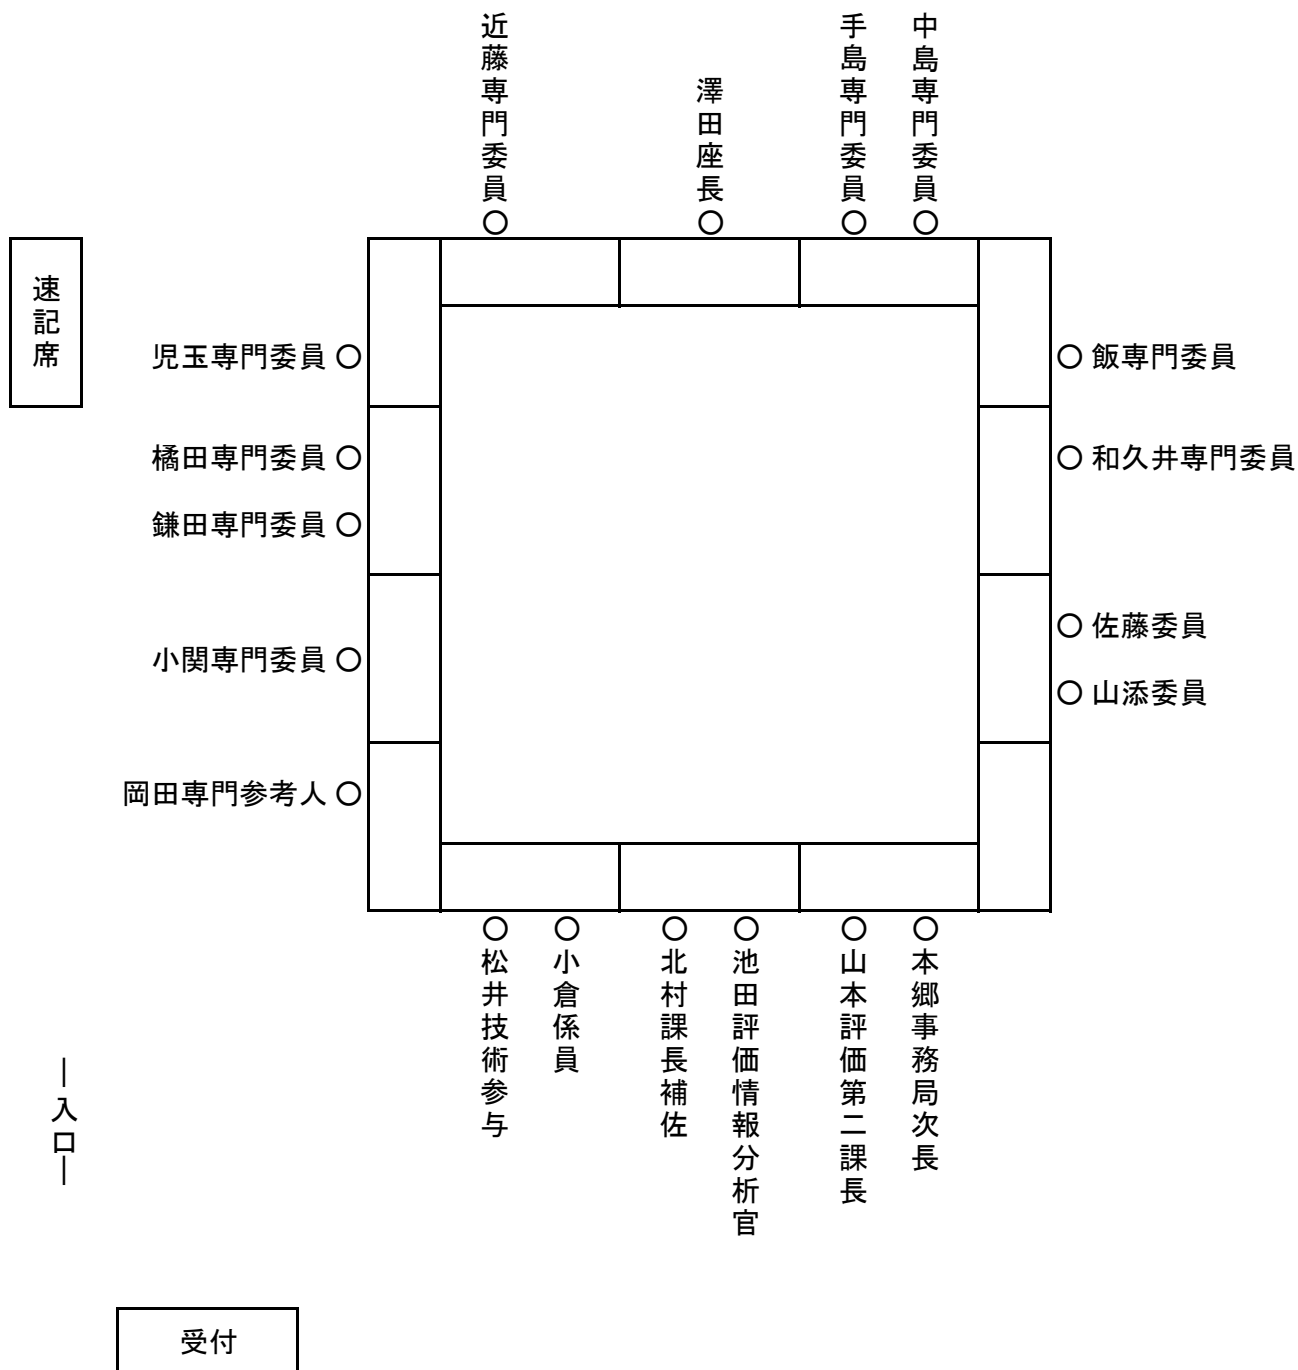 近藤専門委員○
澤田座長○
手島専門委員○
中島専門委員○
速記席
児玉専門委員○
○飯専門委員
橘田専門委員○
○和久井専門委員
鎌田専門委員○
○佐藤委員
小関専門委員○
○山添委員
岡田専門参考人○
○松井技術参与
○小倉係員
○北村課長補佐
○池田評価情報分析官
○山本評価第二課長
○本郷事務局次長
―入口―
受付